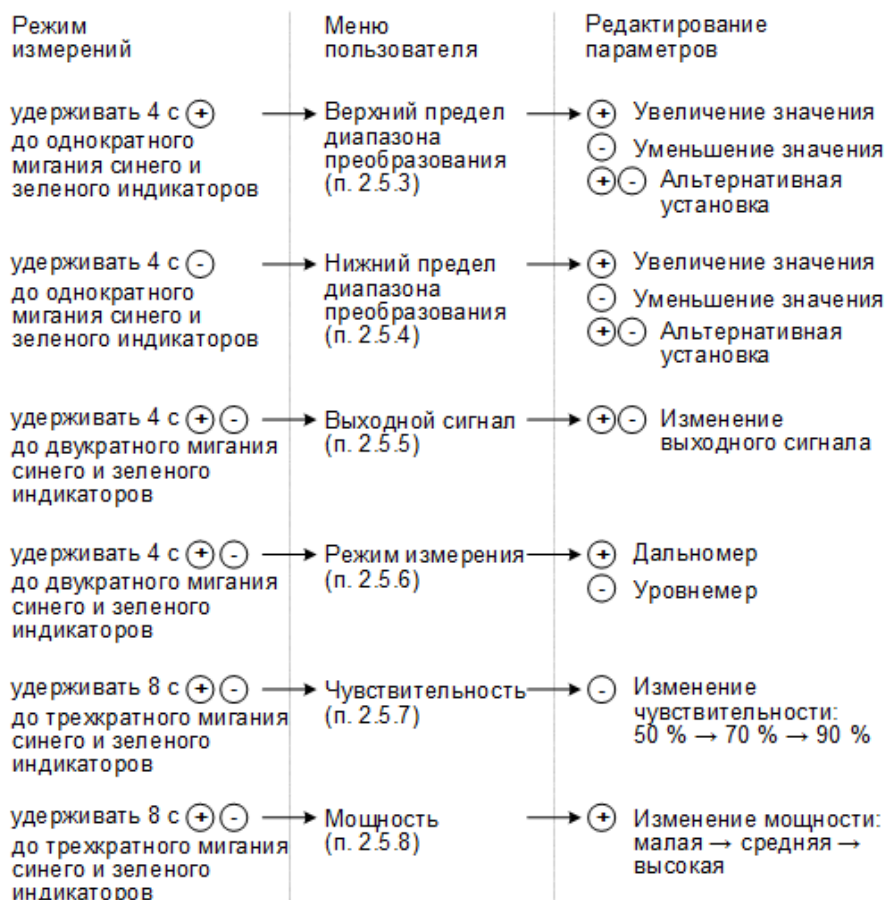 Режим
измерений
Меню
пользователя
Редактирование
параметров
удерживать 4 с +
до однократного
мигания синего и
зеленого индикаторов
Верхний предел
диапазона
преобразования
(п. 2.5.3)
+ Увеличение значения
- Уменьшение значения
+ - Альтернативная
установка
удерживать 4 с -
до однократного
мигания синего и
зеленого индикаторов
Нижний предел
диапазона
преобразования
(п. 2.5.4)
+ Увеличение значения
- Уменьшение значения
+ - Альтернативная
установка
удерживать 4 с + -
до двукратного мигания
синего и зеленого
индикаторов
Выходной сигнал
(п. 2.5.5)
+ - Изменение
выходного сигнала
удерживать 4 с + -
до двукратного мигания
синего и зеленого
индикаторов
Режим измерения
(п. 2.5.6)
+ Дальномер
- Уровнемер
удерживать 8 с + -
до трехкратного мигания
синего и зеленого
индикаторов
Чувствительность
(п. 2.5.7)
- Изменение
чувствительности:
50 % → 70 % → 90 %
удерживать 8 с + -
до трехкратного мигания
синего и зеленого
индикаторов
Мощность
(п. 2.5.8)
+ Изменение мощности:
малая → средняя →
высокая